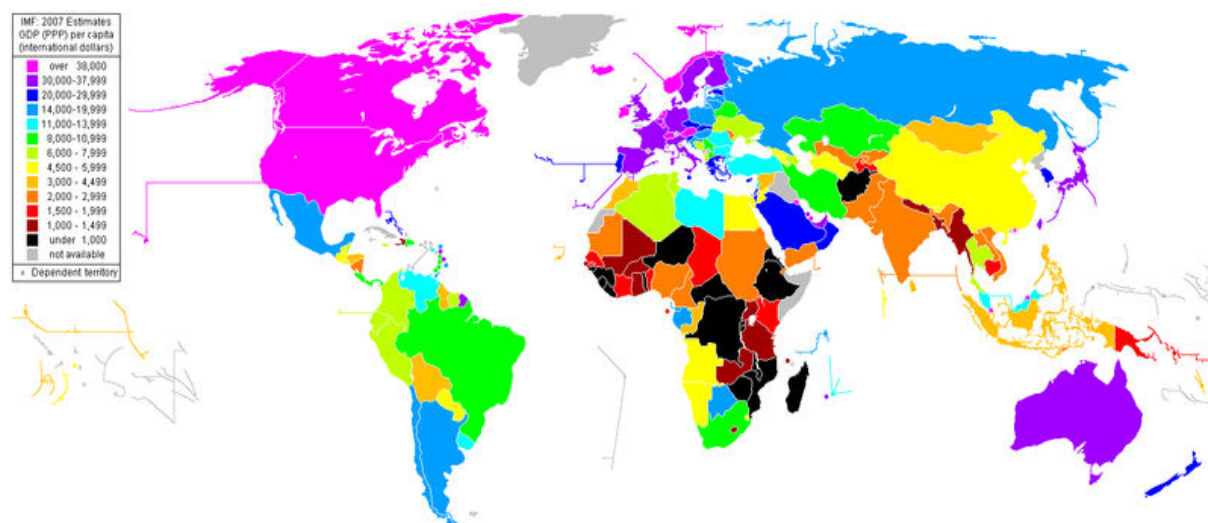 IMF: 2007 Estimates
GDP (PPP) per capita
(international dollars)
over 38,000
30,000-37,999
20,000-29,999
14,000-19,999
11,000-13,999
8,000-10,999
6,000 - 7,999
4,500 - 5,999
3,000 - 4,499
2,000 - 2,999
1,500 - 1,999
1,000 - 1,499
under 1,000
not available
Dependent territory